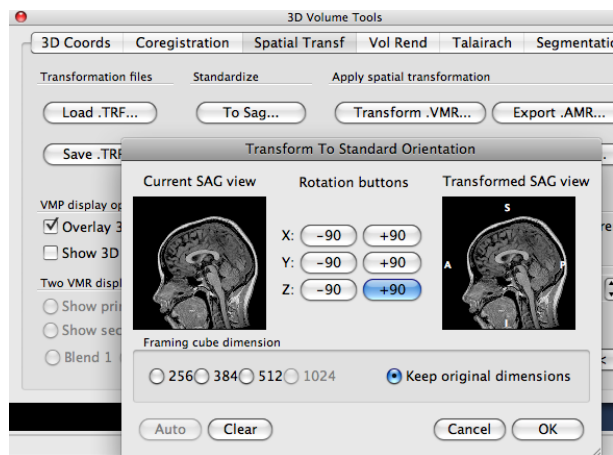 3D Volume Tools
3D Coords Coregistration Spatial Transf Vol Rend Talairach Segmentatio
Transformation files Standardize Apply spatial transformation
Load .TRF... To Sag... Transform .VMR... Export .AMR...
Save .TRF
Transform To Standard Orientation
Current SAG view Rotation buttons Transformed SAG view
VMP display op
Overlay 3
Show 3D
X: -90 +90
Y: -90 +90
Z: -90 +90
S
A P
I
re
Two VMR displ
Show prin
Show sec
Blend 1
Framing cube dimension
256 384 512 1024 Keep original dimensions
Auto Clear Cancel OK